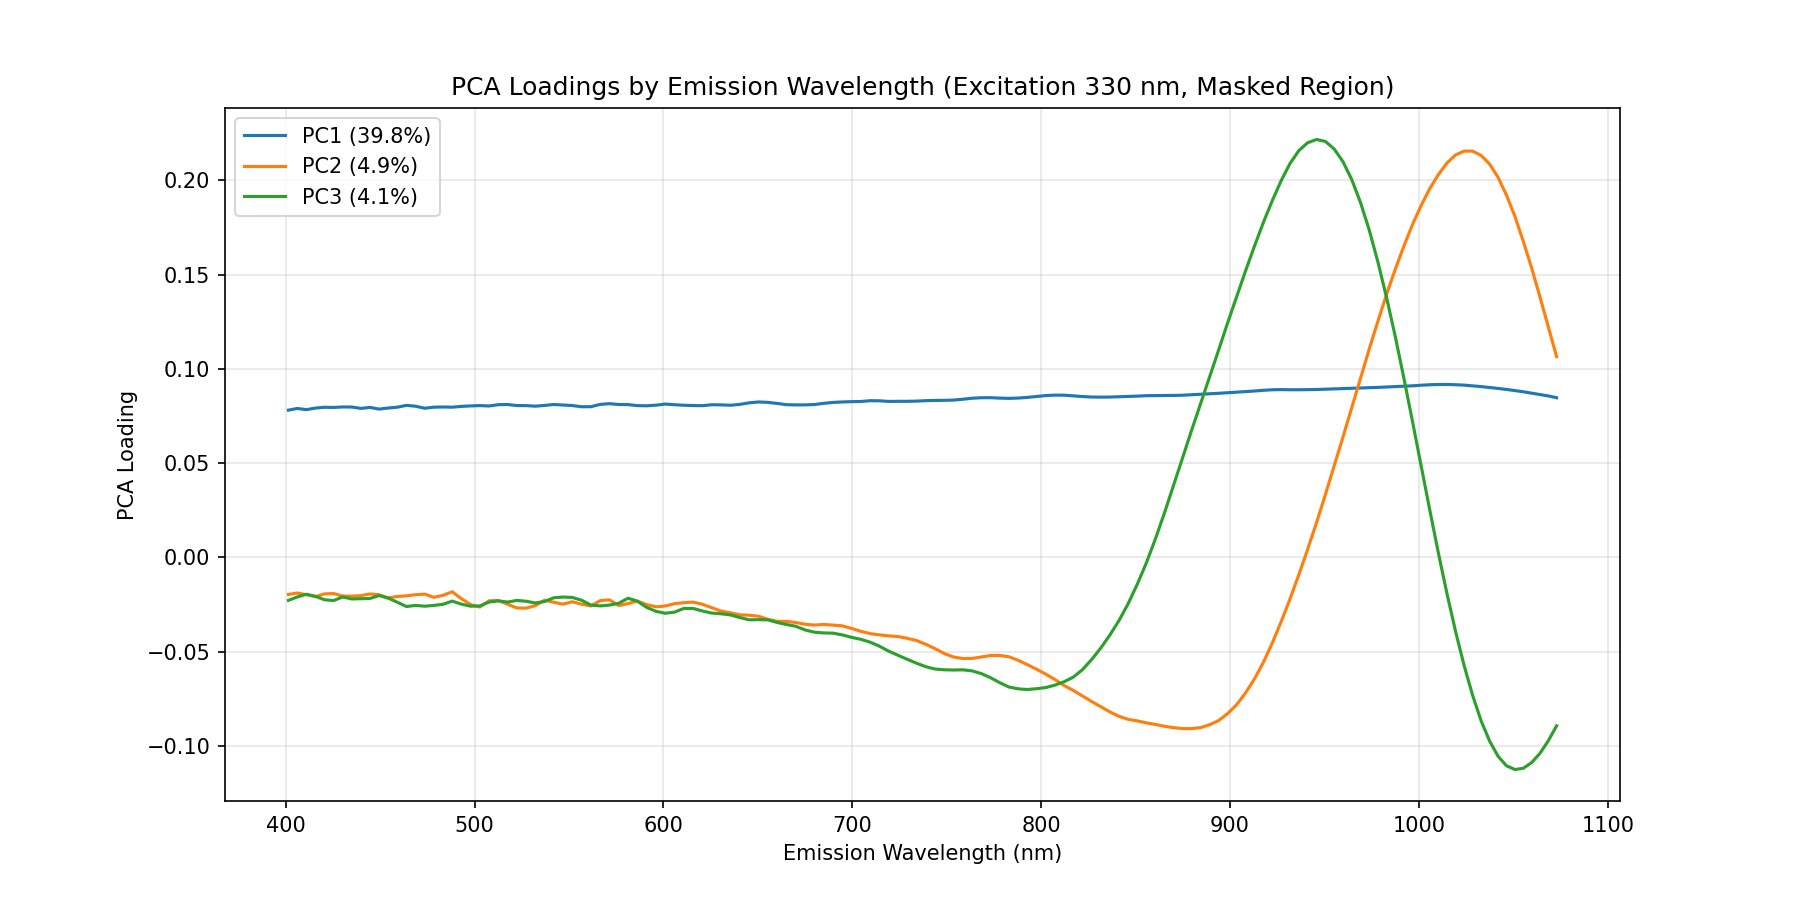 PCA Loadings by Emission Wavelength (Excitation 330 nm, Masked Region)
PC1 (39.8%)
PC2 (4.9%)
PC3 (4.1%)
PCA Loading
0.20
0.15
0.10
0.05
0.00
−0.05
−0.10
400 500 600 700 800 900 1000 1100
Emission Wavelength (nm)